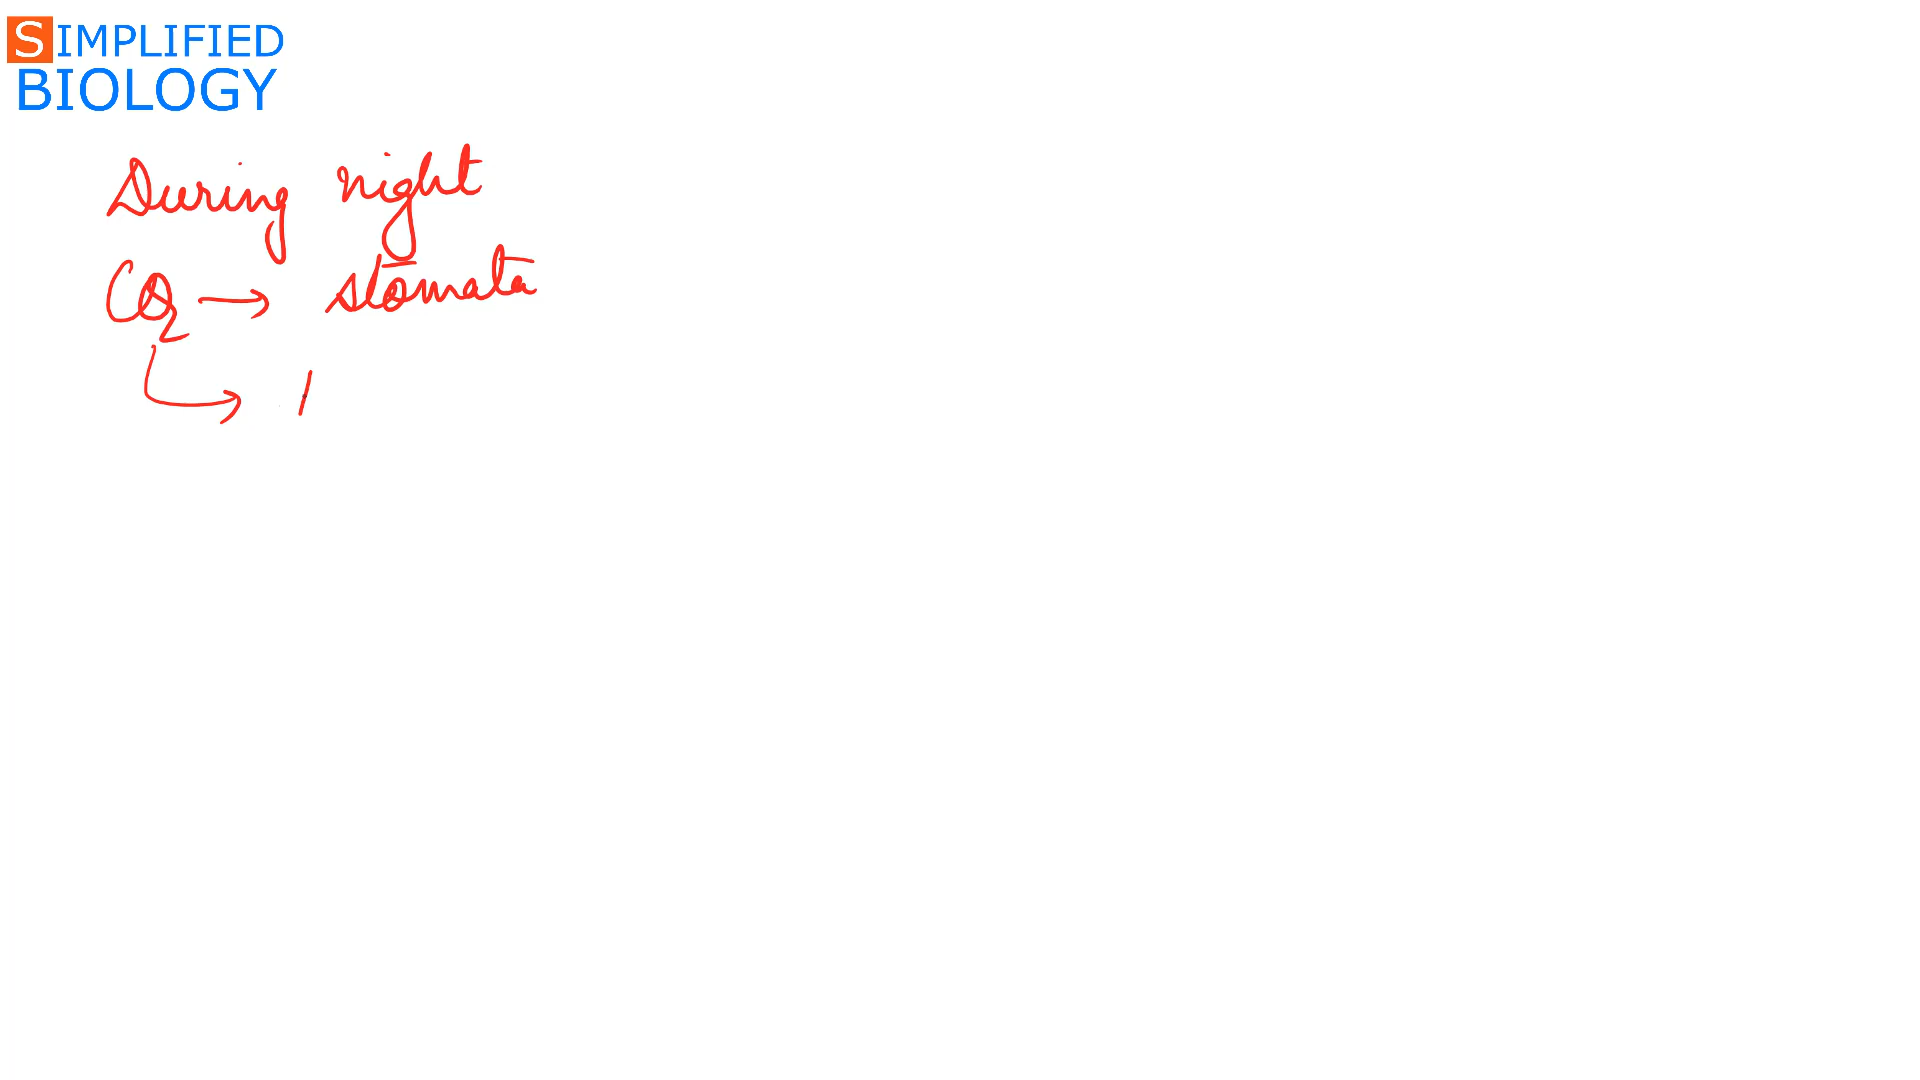 SIMPLIFIED
BIOLOGY
During night
CO2 → stomata